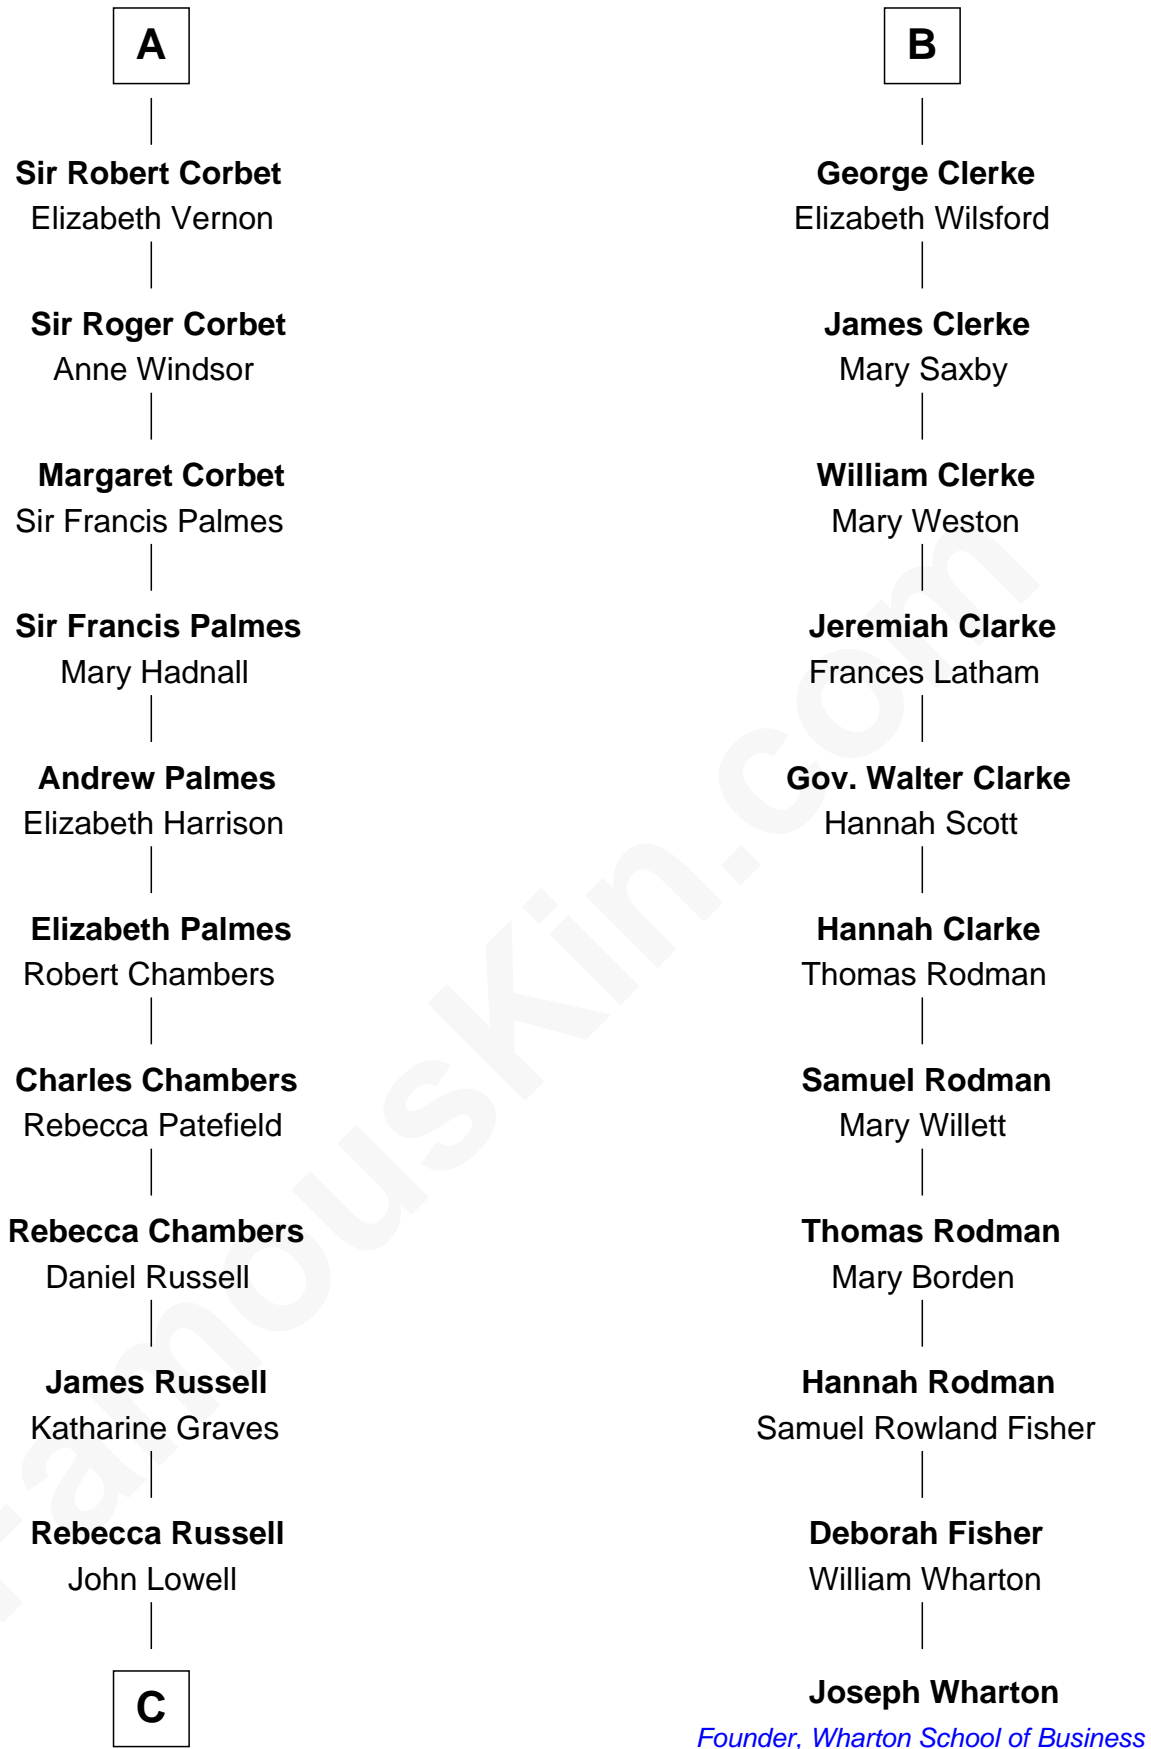 A
Sir Robert Corbet
Elizabeth Vernon
Sir Roger Corbet
Anne Windsor
Margaret Corbet
Sir Francis Palmes
Sir Francis Palmes
Mary Hadnall
Andrew Palmes
Elizabeth Harrison
Elizabeth Palmes
Robert Chambers
Charles Chambers
Rebecca Patefield
Rebecca Chambers
Daniel Russell
James Russell
Katharine Graves
Rebecca Russell
John Lowell
C
B
George Clerke
Elizabeth Wilsford
James Clerke
Mary Saxby
William Clerke
Mary Weston
Jeremiah Clarke
Frances Latham
Gov. Walter Clarke
Hannah Scott
Hannah Clarke
Thomas Rodman
Samuel Rodman
Mary Willett
Thomas Rodman
Mary Borden
Hannah Rodman
Samuel Rowland Fisher
Deborah Fisher
William Wharton
Joseph Wharton
Founder, Wharton School of Business
FamousKin.com